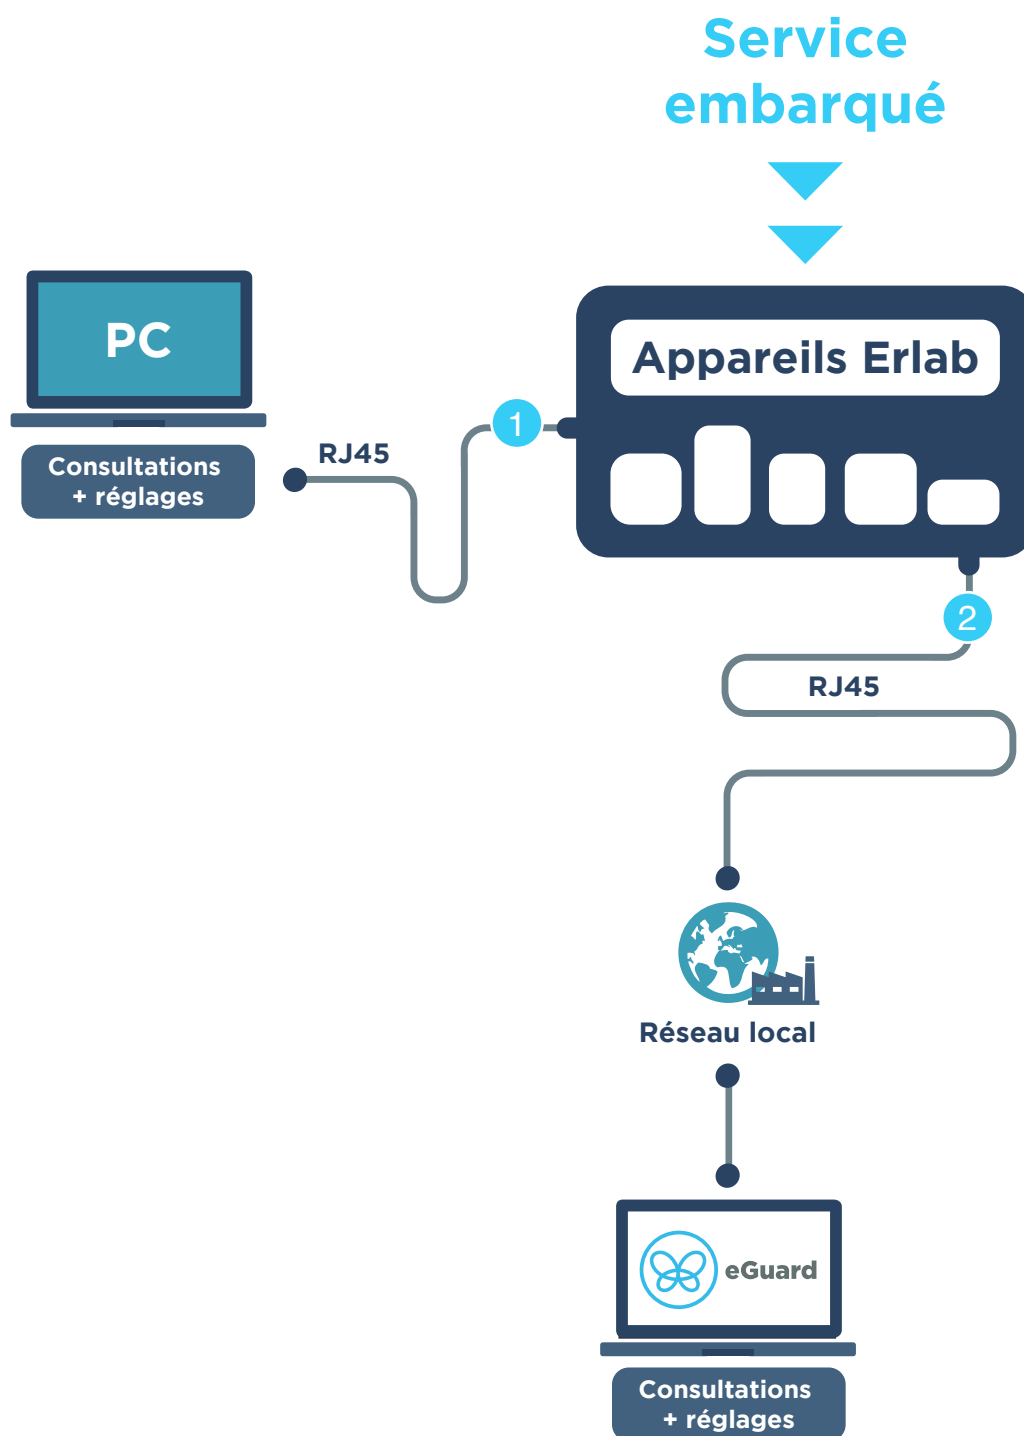 Service
embarqué
PC
Appareils Erlab
Consultations
+ réglages
RJ45
1
2
RJ45
Réseau local
eGuard
Consultations
+ réglages